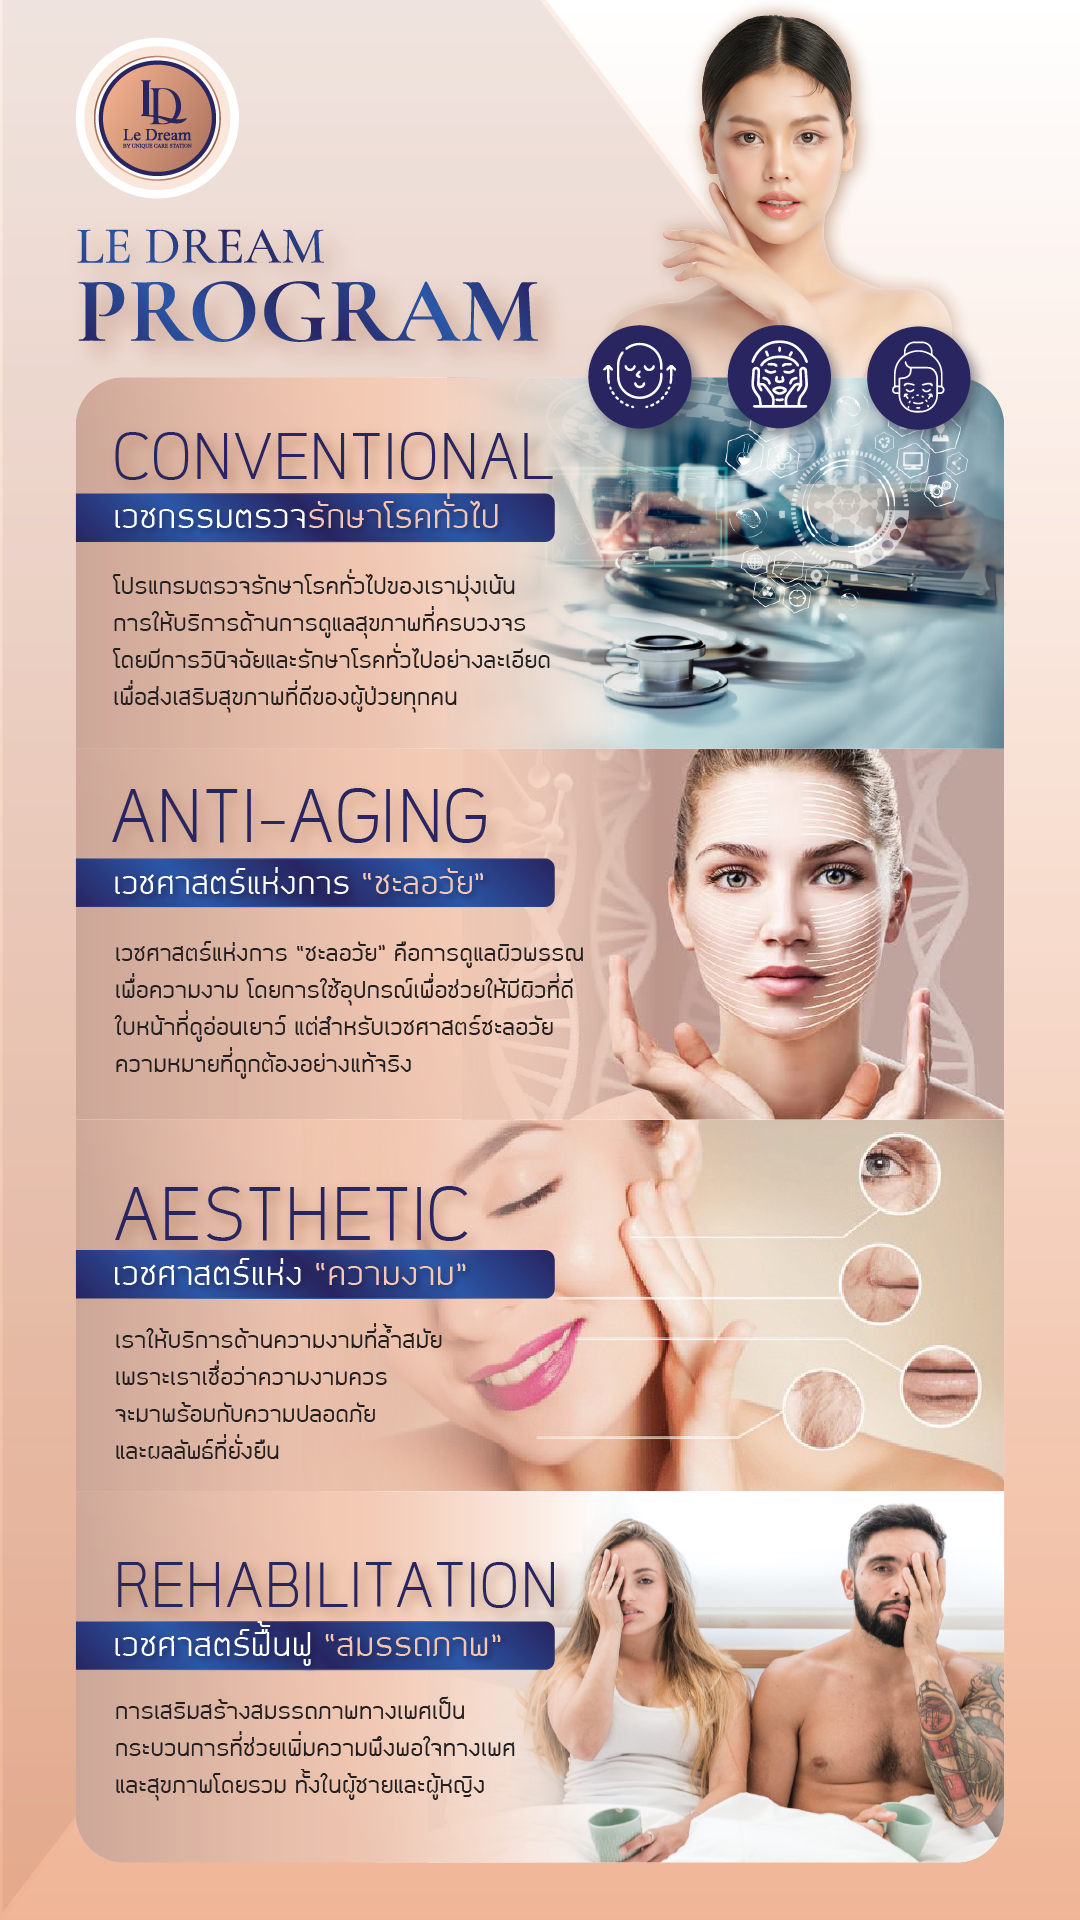 LD
Le Dream
BY UNIQUE CARE STATION
LE DREAM
PROGRAM
CONVENTIONAL
เวชกรรมตรวจรักษาโรคทั่วไป
โปรแกรมตรวจรักษาโรคทั่วไปของเรามุ่งเน้น
การให้บริการด้านการดูแลสุขภาพที่ครบวงจร
โดยมีการวินิจฉัยและรักษาโรคทั่วไปอย่างละเอียด
เพื่อส่งเสริมสุขภาพที่ดีของผู้ป่วยทุกคน
ANTI-AGING
เวชศาสตร์แห่งการ "ชะลอวัย"
เวชศาสตร์แห่งการ "ชะลอวัย" คือการดูแลผิวพรรณ
เพื่อความงาม โดยการใช้อุปกรณ์เพื่อช่วยให้มีผิวที่ดี
ใบหน้าที่ดูอ่อนเยาว์ แต่สำหรับเวชศาสตร์ชะลอวัย
ความหมายที่ถูกต้องอย่างแท้จริง
AESTHETIC
เวชศาสตร์แห่ง "ความงาม"
เราให้บริการด้านความงามที่ล้ำสมัย
เพราะเราเชื่อว่าความงามควร
จะมาพร้อมกับความปลอดภัย
และผลลัพธ์ที่ยั่งยืน
REHABILITATION
เวชศาสตร์ฟื้นฟู "สมรรถภาพ"
การเสริมสร้างสมรรถภาพทางเพศเป็น
กระบวนการที่ช่วยเพิ่มความพึงพอใจทางเพศ
และสุขภาพโดยรวม ทั้งในผู้ชายและผู้หญิง